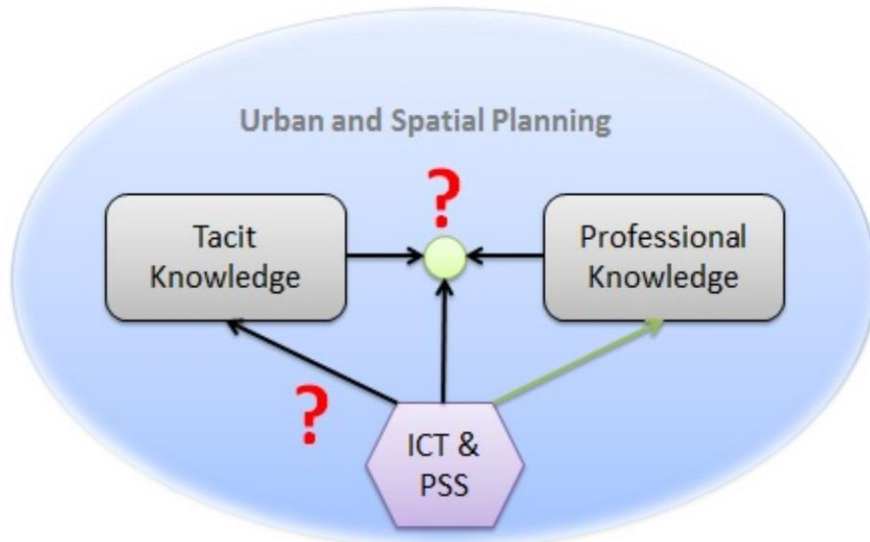 Urban and Spatial Planning
?
Tacit
Knowledge
Professional
Knowledge
?
ICT &
PSS